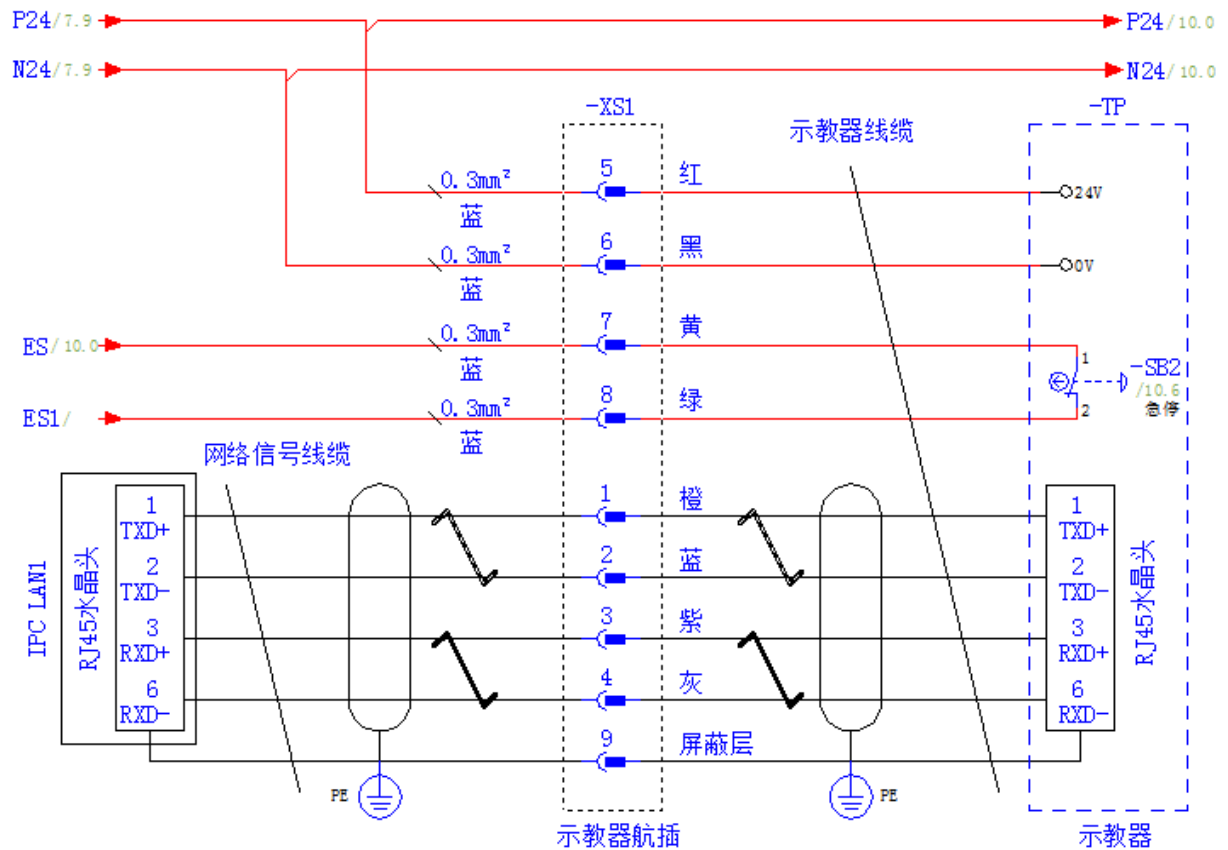 P24/7.9
P24/10.0
N24/7.9
N24/10.0
-XS1
-TP
示教器线缆
0.3mm²
蓝
5
红
24V
0.3mm²
蓝
6
黑
0V
ES/10.0
0.3mm²
蓝
7
黄
1
-SB2
/10.6
急停
ES1/
0.3mm²
蓝
8
绿
2
网络信号线缆
IPC LAN1
RJ45水晶头
1
TXD+
1
橙
1
TXD+
2
TXD-
2
蓝
2
TXD-
3
RXD+
3
紫
3
RXD+
6
RXD-
4
灰
6
RXD-
RJ45水晶头
9
屏蔽层
PE
PE
示教器航插
示教器